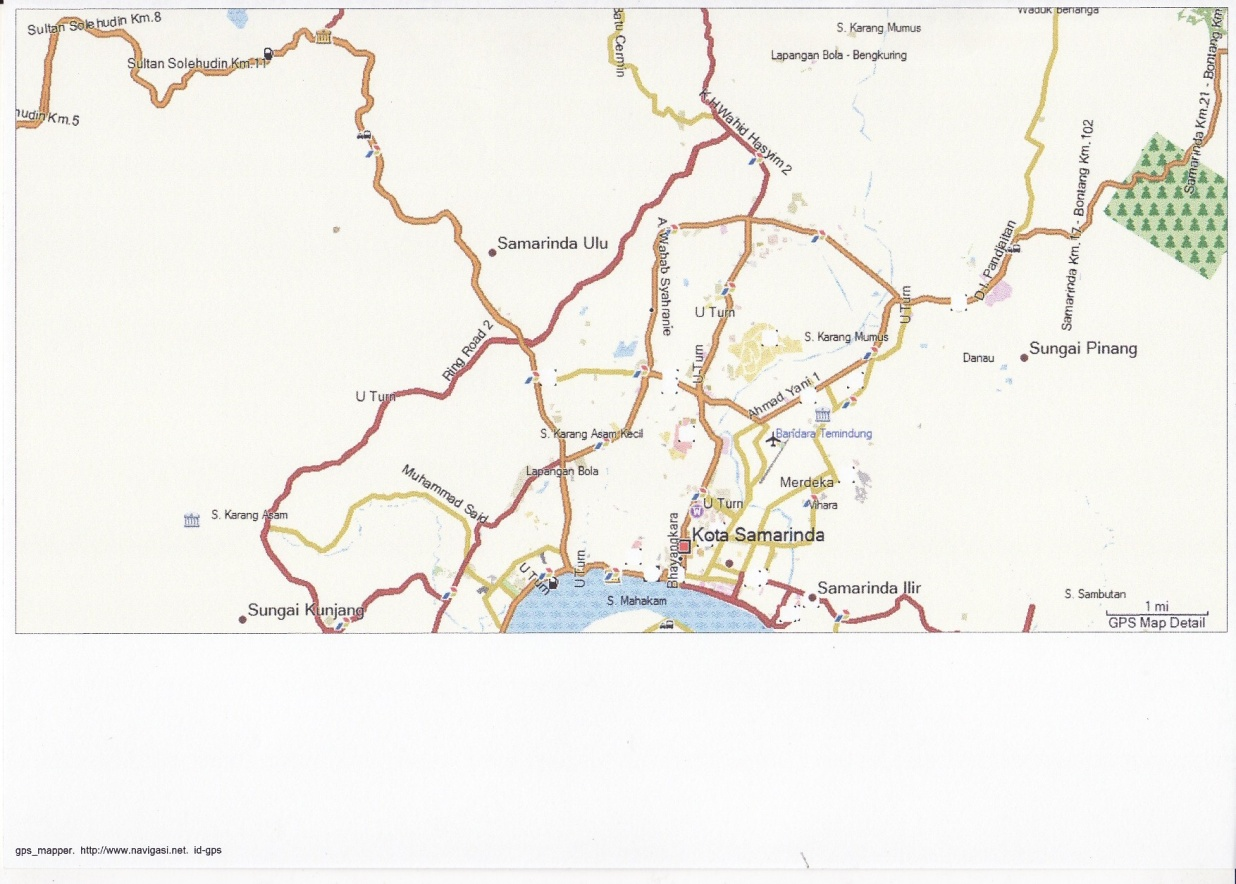 Sultan Solehudin Km.8
Batu Cermin
S. Karang Mumus
Waduk Benanga
Samarinda Km.21 - Bontang Km.
Lapangan Bola - Bengkuring
Sultan Solehudin Km.11
hudin Km.5
K.H Wahid Hasyim 2
Samarinda Km.17 - Bontang Km.102
Samarinda Ulu
A. Wahab Syahranie
D.I. Pandjaitan
U Turn
U Turn
Ring Road 2
S. Karang Mumus
Danau
Sungai Pinang
U Turn
U Turn
Ahmad Yani 1
S. Karang Asam Kecil
Bandara Temindung
Lapangan Bola
Muhammad Said
Merdeka
U Turn
Vihara
S. Karang Asam
Bhayangkara
Kota Samarinda
U Turn
U Turn
Samarinda Ilir
S. Sambutan
S. Mahakam
Sungai Kunjang
1 mi
GPS Map Detail
gps_mapper. http://www.navigasi.net. id-gps